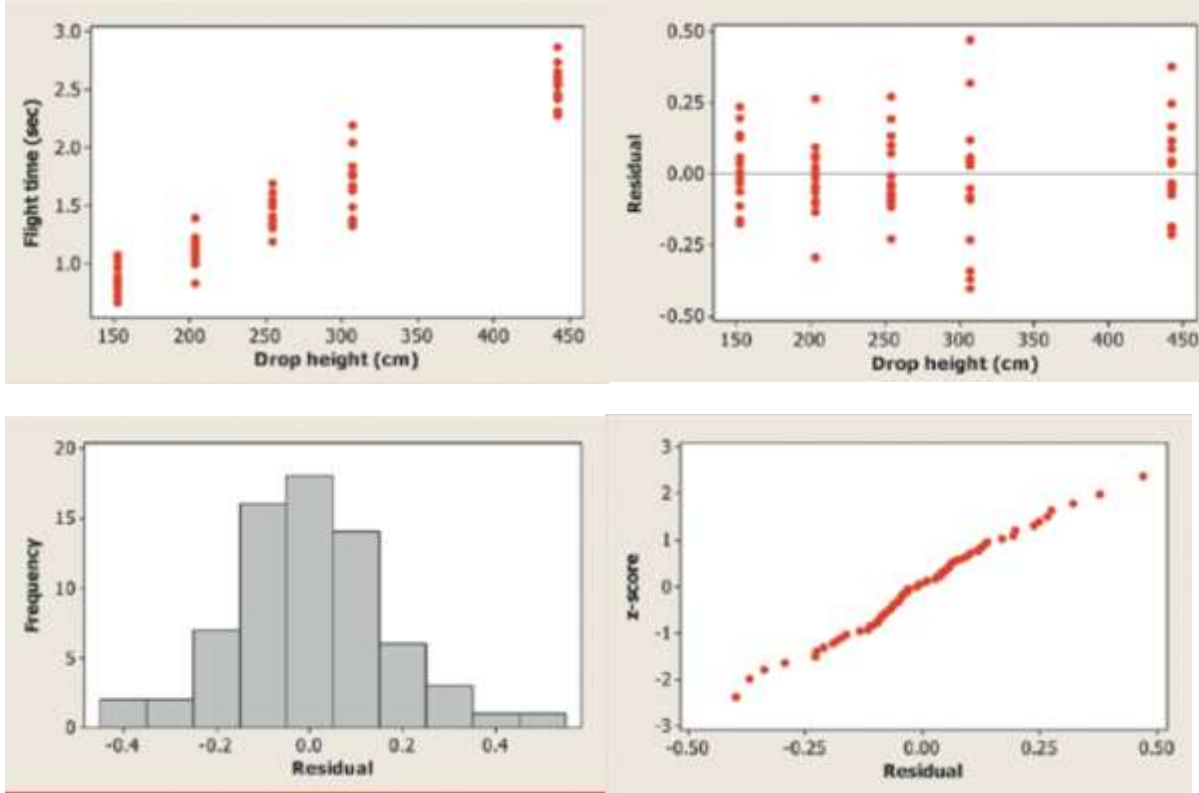 3.0
2.5
2.0
1.5
1.0
Flight time (sec)
150 200 250 300 350 400 450
Drop height (cm)
0.50
0.25
0.00
-0.25
-0.50
Residual
150 200 250 300 350 400 450
Drop height (cm)
20
15
10
5
0
Frequency
-0.4 -0.2 0.0 0.2 0.4
Residual
3
2
1
0
-1
-2
-3
z-score
-0.50 -0.25 0.00 0.25 0.50
Residual